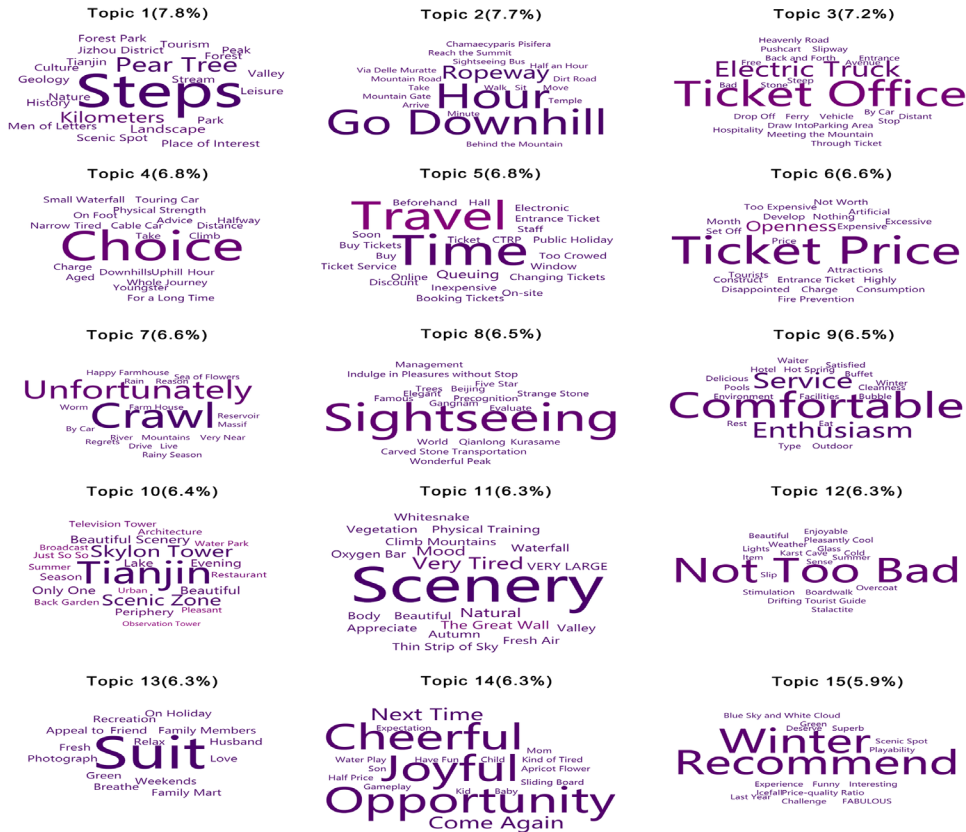 Topic 1(7.8%)
Forest Park
Jizhou District Tourism Peak
Tianjin Forest
Culture Pear Tree
Geology Stream Valley
Steps Leisure
Nature
History
Kilometers Park
Men of Letters Landscape
Scenic Spot
Place of Interest
Topic 2(7.7%)
Chamaecyparis Pisifera
Reach the Summit
Sightseeing Bus
Via Delle Muratte Ropeway Half an Hour
Mountain Road Dirt Road
Take Walk Sit Move
Mountain Gate Hour Temple
Arrive
Minute
Go Downhill
Behind the Mountain
Topic 3(7.2%)
Heavenly Road
Pushcart Slipway
Back and Forth Entrance
Free Avenue
Electric Truck
Bad Stone Steep
Ticket Office
Drop Off Ferry Vehicle By Car Distant
Draw Into Parking Area Stop
Hospitality Meeting the Mountain
Through Ticket
Topic 4(6.8%)
Small Waterfall Touring Car
Physical Strength
On Foot Advice Halfway
Narrow Tired Cable Car Distance
Take Climb
Choice
Charge DownhillsUphill Hour
Aged Whole Journey
Youngster
For a Long Time
Topic 5(6.8%)
Beforehand Hall
Travel Electronic
Entrance Ticket
Staff
Soon Ticket CTRP Public Holiday
Buy Tickets
Buy Time Too Crowed
Ticket Service Window
Online Queuing Changing Tickets
Discount Inexpensive
Booking Tickets On-site
Topic 6(6.6%)
Not Worth
Too Expensive Artificial
Month Develop Nothing Excessive
Set Off Openness Expensive
Price
Ticket Price
Tourists Attractions
Construct Entrance Ticket Highly
Disappointed Charge Consumption
Fire Prevention
Topic 7(6.6%)
Happy Farmhouse Sea of Flowers
Rain Reason
Unfortunately
Worm Farm House Reservoir
Crawl Massif
By Car
River Mountains Very Near
Regrets Drive Live
Rainy Season
Topic 8(6.5%)
Management
Indulge in Pleasures without Stop
Five Star
Trees Beijing Strange Stone
Elegant Precognition
Famous Gangnam Evaluate
Sightseeing
World Qianlong Kurasame
Carved Stone Transportation
Wonderful Peak
Topic 9(6.5%)
Waiter Satisfied
Hotel Hot Spring Buffet
Delicious Service Winter
Pools Cleanness
Environment Facilities Bubble
Comfortable
Rest Eat
Enthusiasm
Type Outdoor
Topic 10(6.4%)
Television Tower
Architecture
Beautiful Scenery Water Park
Broadcast Skylon Tower
Just So So Lake Evening
Summer Tianjin Restaurant
Season
Only One Urban Beautiful
Back Garden Scenic Zone
Periphery Pleasant
Observation Tower
Topic 11(6.3%)
Whitesnake
Vegetation Physical Training
Climb Mountains Waterfall
Oxygen Bar Mood
Very Tired VERY LARGE
Scenery
Body Beautiful Natural
Appreciate The Great Wall Valley
Autumn Fresh Air
Thin Strip of Sky
Topic 12(6.3%)
Beautiful Enjoyable
Weather Pleasantly Cool
Lights Glass
Item Karst Cave Cold
Sense Summer
Not Too Bad
Slip Overcoat
Stimulation Boardwalk
Drifting Tourist Guide
Stalactite
Topic 13(6.3%)
On Holiday
Recreation
Appeal to Friend Family Members
Fresh Relax Husband
Photograph Suit Love
Green
Breathe Weekends
Family Mart
Topic 14(6.3%)
Next Time
Expectation
Cheerful
Mom
Water Play Have Fun Child Kind of Tired
Son Apricot Flower
Half Price Joyful Sliding Board
Gameplay
Kid Baby
Opportunity
Come Again
Topic 15(5.9%)
Blue Sky and White Cloud
Green
Deserve Superb
Winter Scenic Spot
Playability
Recommend
Experience Funny Interesting
IcefallPrice-quality Ratio
Last Year Challenge FABULOUS